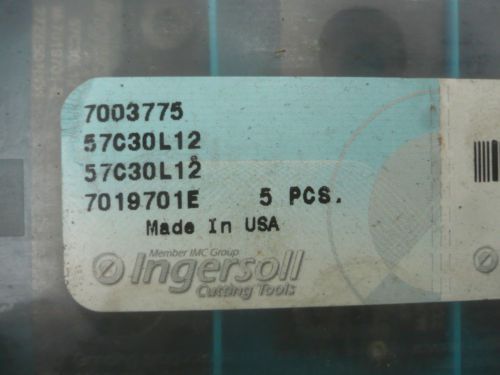 7003775
57C30L12
57C30L12
7019701E 5 PCS.
Made In USA
Member IMC Group
Ingersoll
Cutting Tools